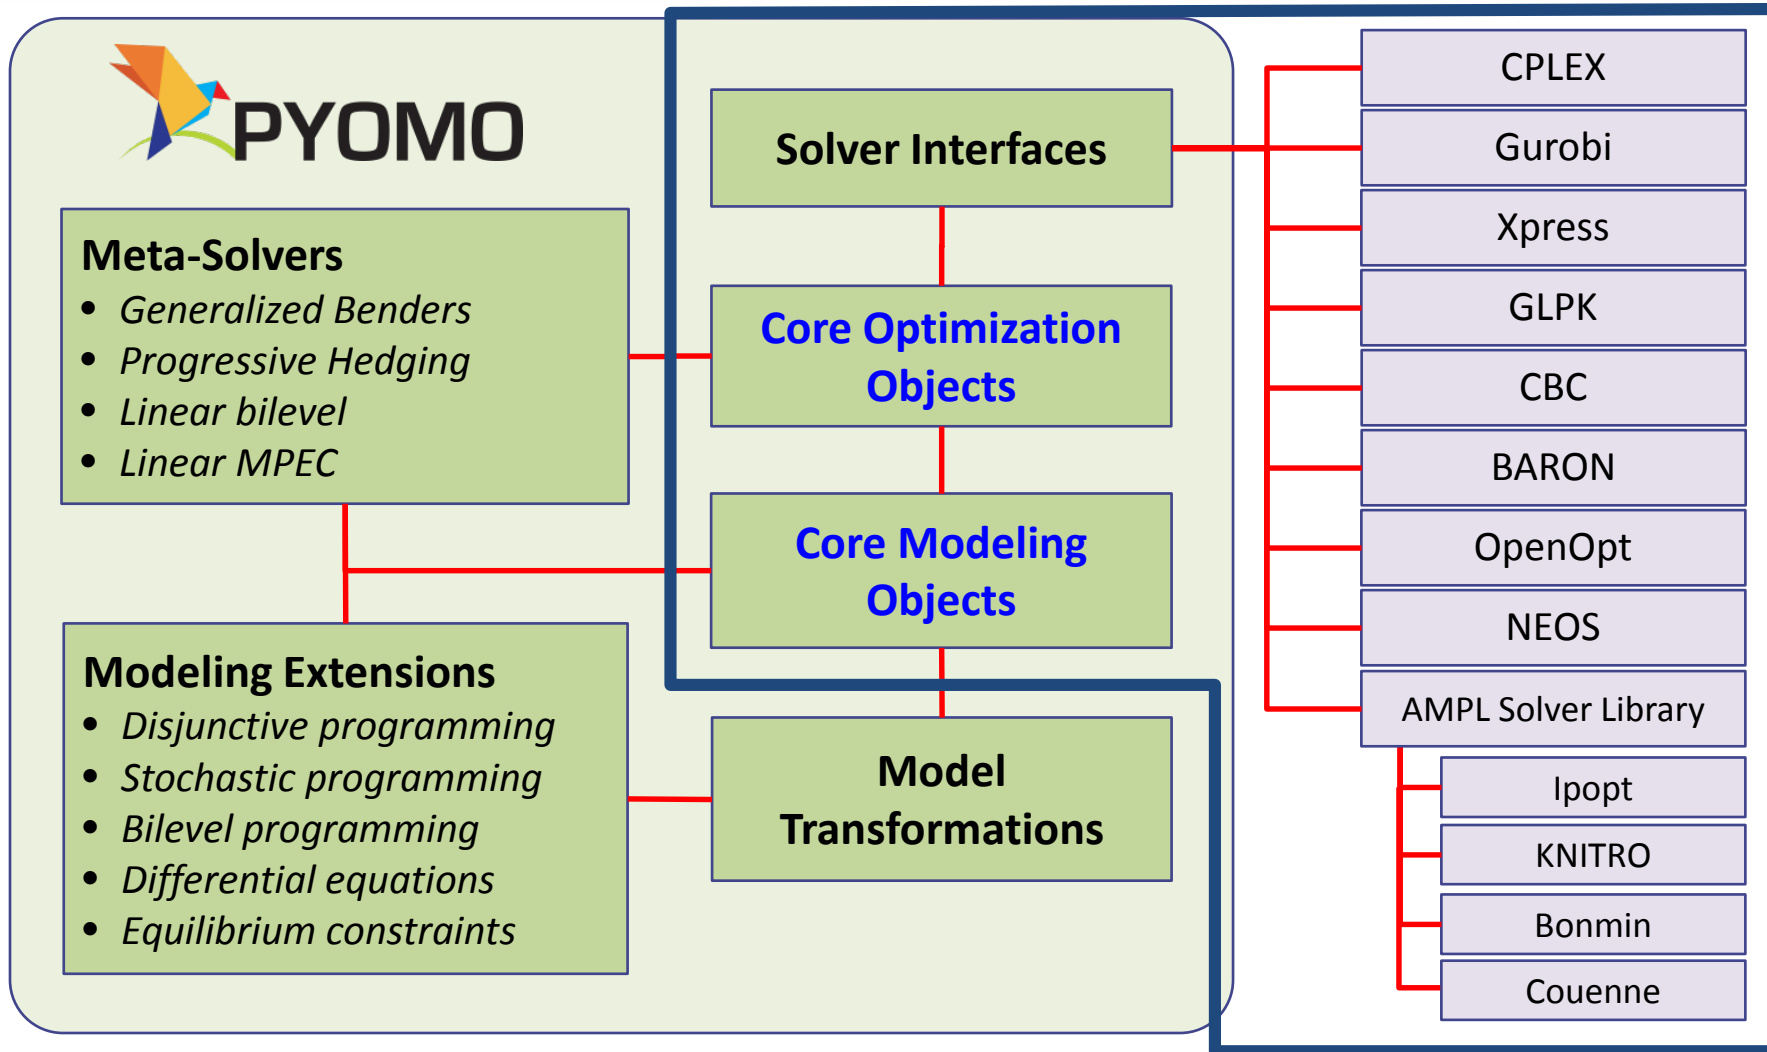 PYOMO
Solver Interfaces
Meta-Solvers
• Generalized Benders
• Progressive Hedging
• Linear bilevel
• Linear MPEC
Core Optimization
Objects
Core Modeling
Objects
Modeling Extensions
• Disjunctive programming
• Stochastic programming
• Bilevel programming
• Differential equations
• Equilibrium constraints
Model
Transformations
CPLEX
Gurobi
Xpress
GLPK
CBC
BARON
OpenOpt
NEOS
AMPL Solver Library
Ipopt
KNITRO
Bonmin
Couenne